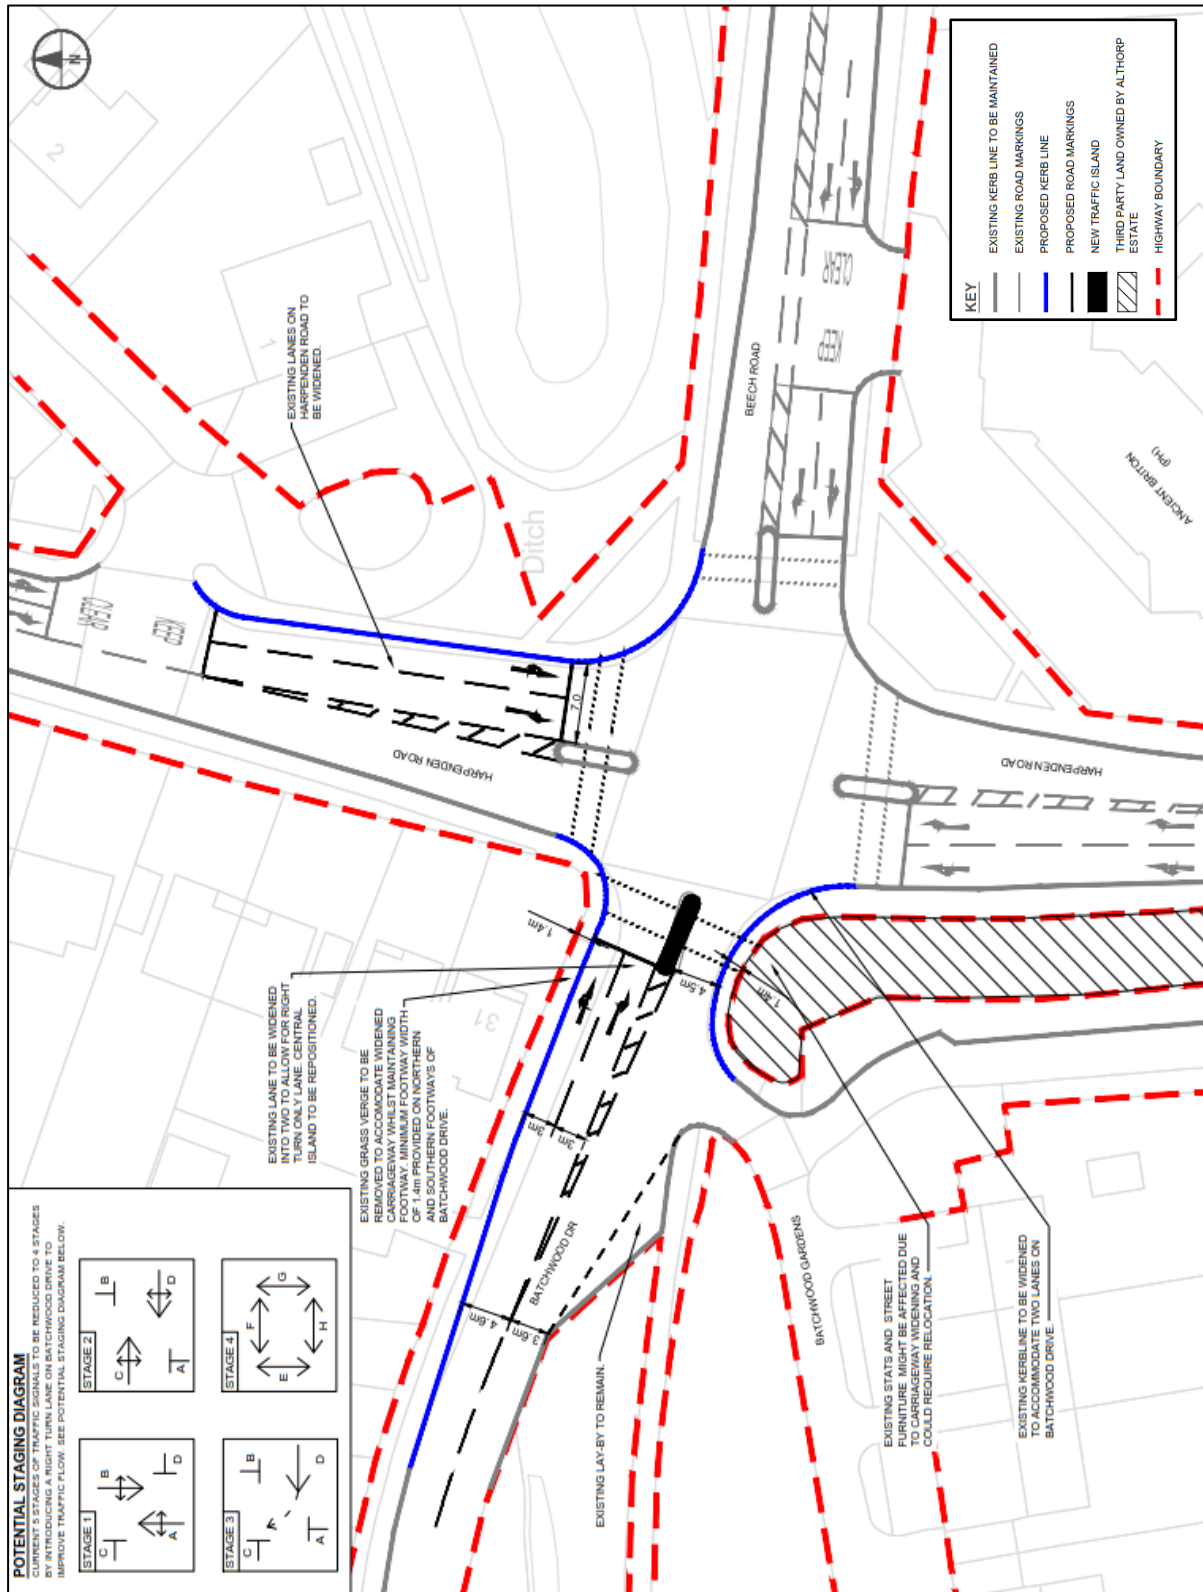 POTENTIAL STAGING DIAGRAM
CURRENT 5 STAGES OF TRAFFIC SIGNALS TO BE REDUCED TO 4 STAGES
BY INTRODUCING A RIGHT TURN LANE ON BATCHWOOD DRIVE TO
IMPROVE TRAFFIC FLOW. SEE POTENTIAL STAGING DIAGRAM BELOW.
STAGE 1
C
B
A
D
STAGE 2
C
B
A
D
STAGE 3
C
B
A
D
STAGE 4
F
G
E
H
EXISTING LANE TO BE WIDENED
INTO TWO TO ALLOW FOR RIGHT
TURN ONLY LANE. CENTRAL
ISLAND TO BE REPOSITIONED.
EXISTING GRASS VERGE TO BE
REMOVED TO ACCOMODATE WIDENED
CARRIAGEWAY WHILST MAINTAINING
FOOTWAY. MINIMUM FOOTWAY WIDTH
OF 1.4m PROVIDED ON NORTHERN
AND SOUTHERN FOOTWAYS OF
BATCHWOOD DRIVE.
EXISTING LANES ON
HARPENDEN ROAD TO
BE WIDENED.
EXISTING LAY-BY TO REMAIN.
EXISTING STATS AND STREET
FURNITURE MIGHT BE AFFECTED DUE
TO CARRIAGEWAY WIDENING AND
COULD REQUIRE RELOCATION.
EXISTING KERBLINE TO BE WIDENED
TO ACCOMMODATE TWO LANES ON
BATCHWOOD DRIVE.
BATCHWOOD DR
BATCHWOOD GARDENS
HARPENDEN ROAD
HARPENDEN ROAD
BEECH ROAD
ANCIENT BRITON
(PH)
Ditch
KEEP
CLEAR
KEEP
CLEAR
31
1
2
4.6m
3.6m
3m
3m
1.4m
4.5m
1.4m
7.0
N
KEY
EXISTING KERB LINE TO BE MAINTAINED
EXISTING ROAD MARKINGS
PROPOSED KERB LINE
PROPOSED ROAD MARKINGS
NEW TRAFFIC ISLAND
THIRD PARTY LAND OWNED BY ALTHORP
ESTATE
HIGHWAY BOUNDARY